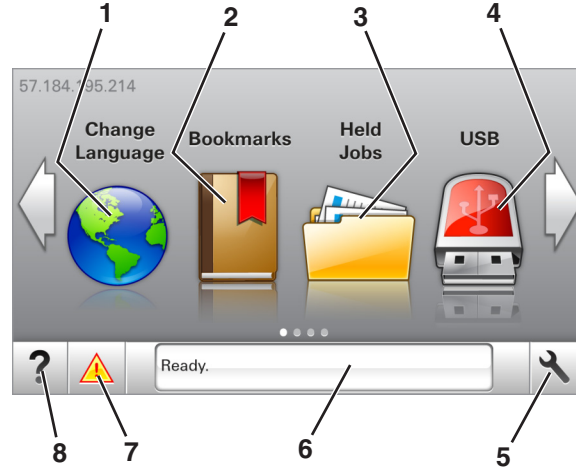 1 2 3 4
57.184.195.214
Change Language
Bookmarks
Held Jobs
USB
Ready.
?
8 7 6 5